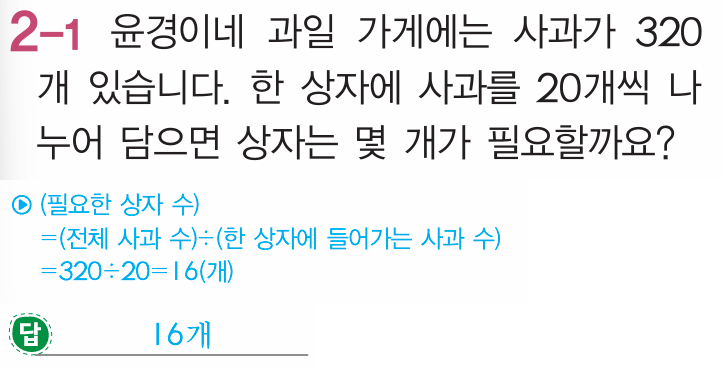 2-1 윤경이네 과일 가게에는 사과가 320
개 있습니다. 한 상자에 사과를 20개씩 나
누어 담으면 상자는 몇 개가 필요할까요?
(필요한 상자 수)
=(전체 사과 수)÷(한 상자에 들어가는 사과 수)
=320÷20=16(개)
답 16개